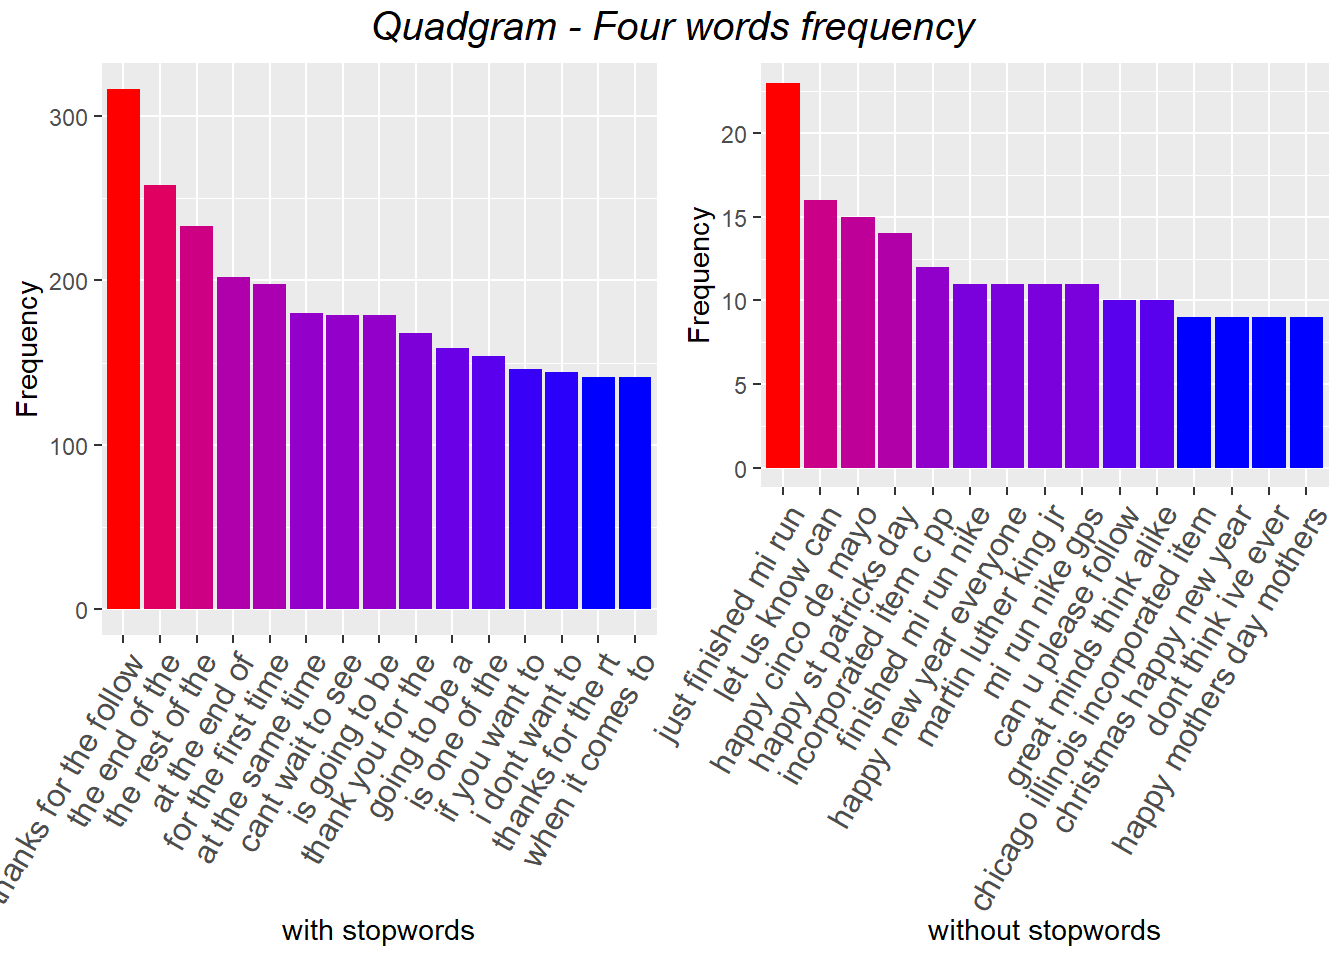 Quadgram - Four words frequency
Frequency
300
200
100
0
thanks for the follow
the end of the
the rest of the
at the end of
for the first time
at the same time
cant wait to see
is going to be
thank you for the
going to be a
is one of the
if you want to
i dont want to
thanks for the rt
when it comes to
with stopwords
Frequency
20
15
10
5
0
just finished mi run
let us know can
happy cinco de mayo
happy st patricks day
incorporated item c pp
finished mi run nike
happy new year everyone
martin luther king jr
mi run nike gps
can u please follow
great minds think alike
chicago illinois incorporated item
christmas happy new year
dont think ive ever
happy mothers day mothers
without stopwords